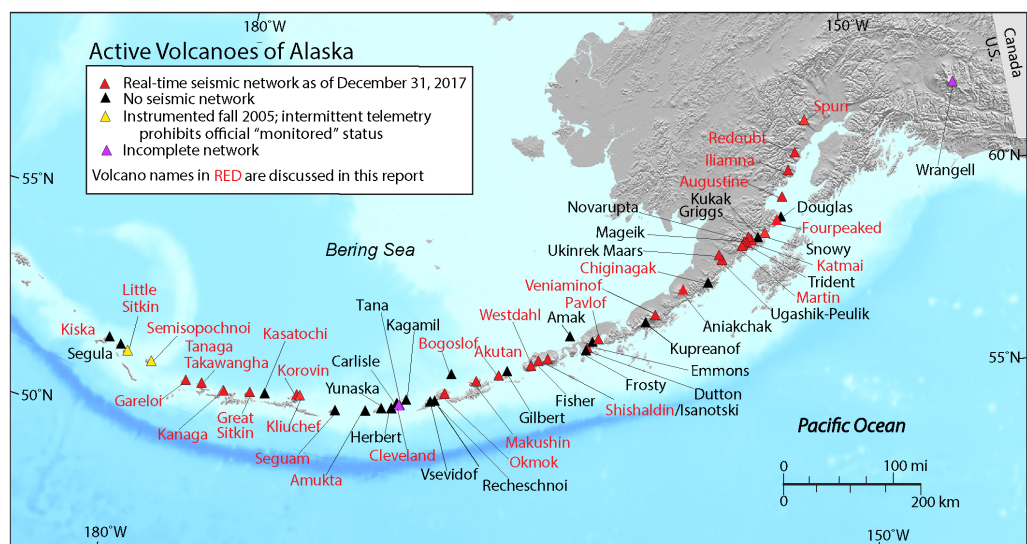 180°W
150°W
Canada
U.S.
Active Volcanoes of Alaska
Real-time seismic network as of December 31, 2017
No seismic network
Instrumented fall 2005; intermittent telemetry
prohibits official “monitored” status
Incomplete network
Volcano names in RED are discussed in this report
Spurr
Redoubt
Iliamna
60°N
Wrangell
55°N
Augustine
Kukak
Novarupta
Griggs
Douglas
Fourpeaked
Mageik
Snowy
Bering Sea
Ukinrek Maars
Katmai
Chiginagak
Trident
Veniaminof
Martin
Little
Sitkin
Pavlof
Ugashik-Peulik
Tana
Westdahl
Amak
Aniakchak
Kiska
Semisopochnoi
Kagamil
Segula
Tanaga
Kasatochi
Bogoslof
Akutan
Kupreanof
Takawangha
Carlisle
55°N
Emmons
Korovin
Yunaska
Frosty
Dutton
50°N
Gareloi
Fisher
50°N
Shishaldin/Isanotski
Great
Sitkin
Gilbert
Kanaga
Kliuchef
Herbert
Pacific Ocean
Makushin
Seguam
Cleveland
Okmok
Amukta
Vsevidof
Recheschnoi
0
100 mi
0
200 km
180°W
150°W